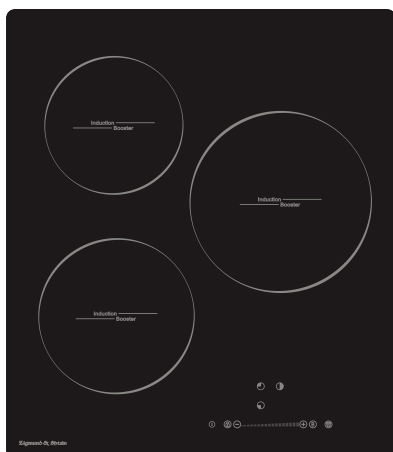 Induction
Booster
Induction
Booster
Induction
Booster
Zigmund & Shtain